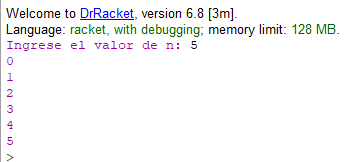 Welcome to DrRacket, version 6.8 [3m].
Language: racket, with debugging; memory limit: 128 MB.
Ingrese el valor de n: 5
0
1
2
3
4
5
>